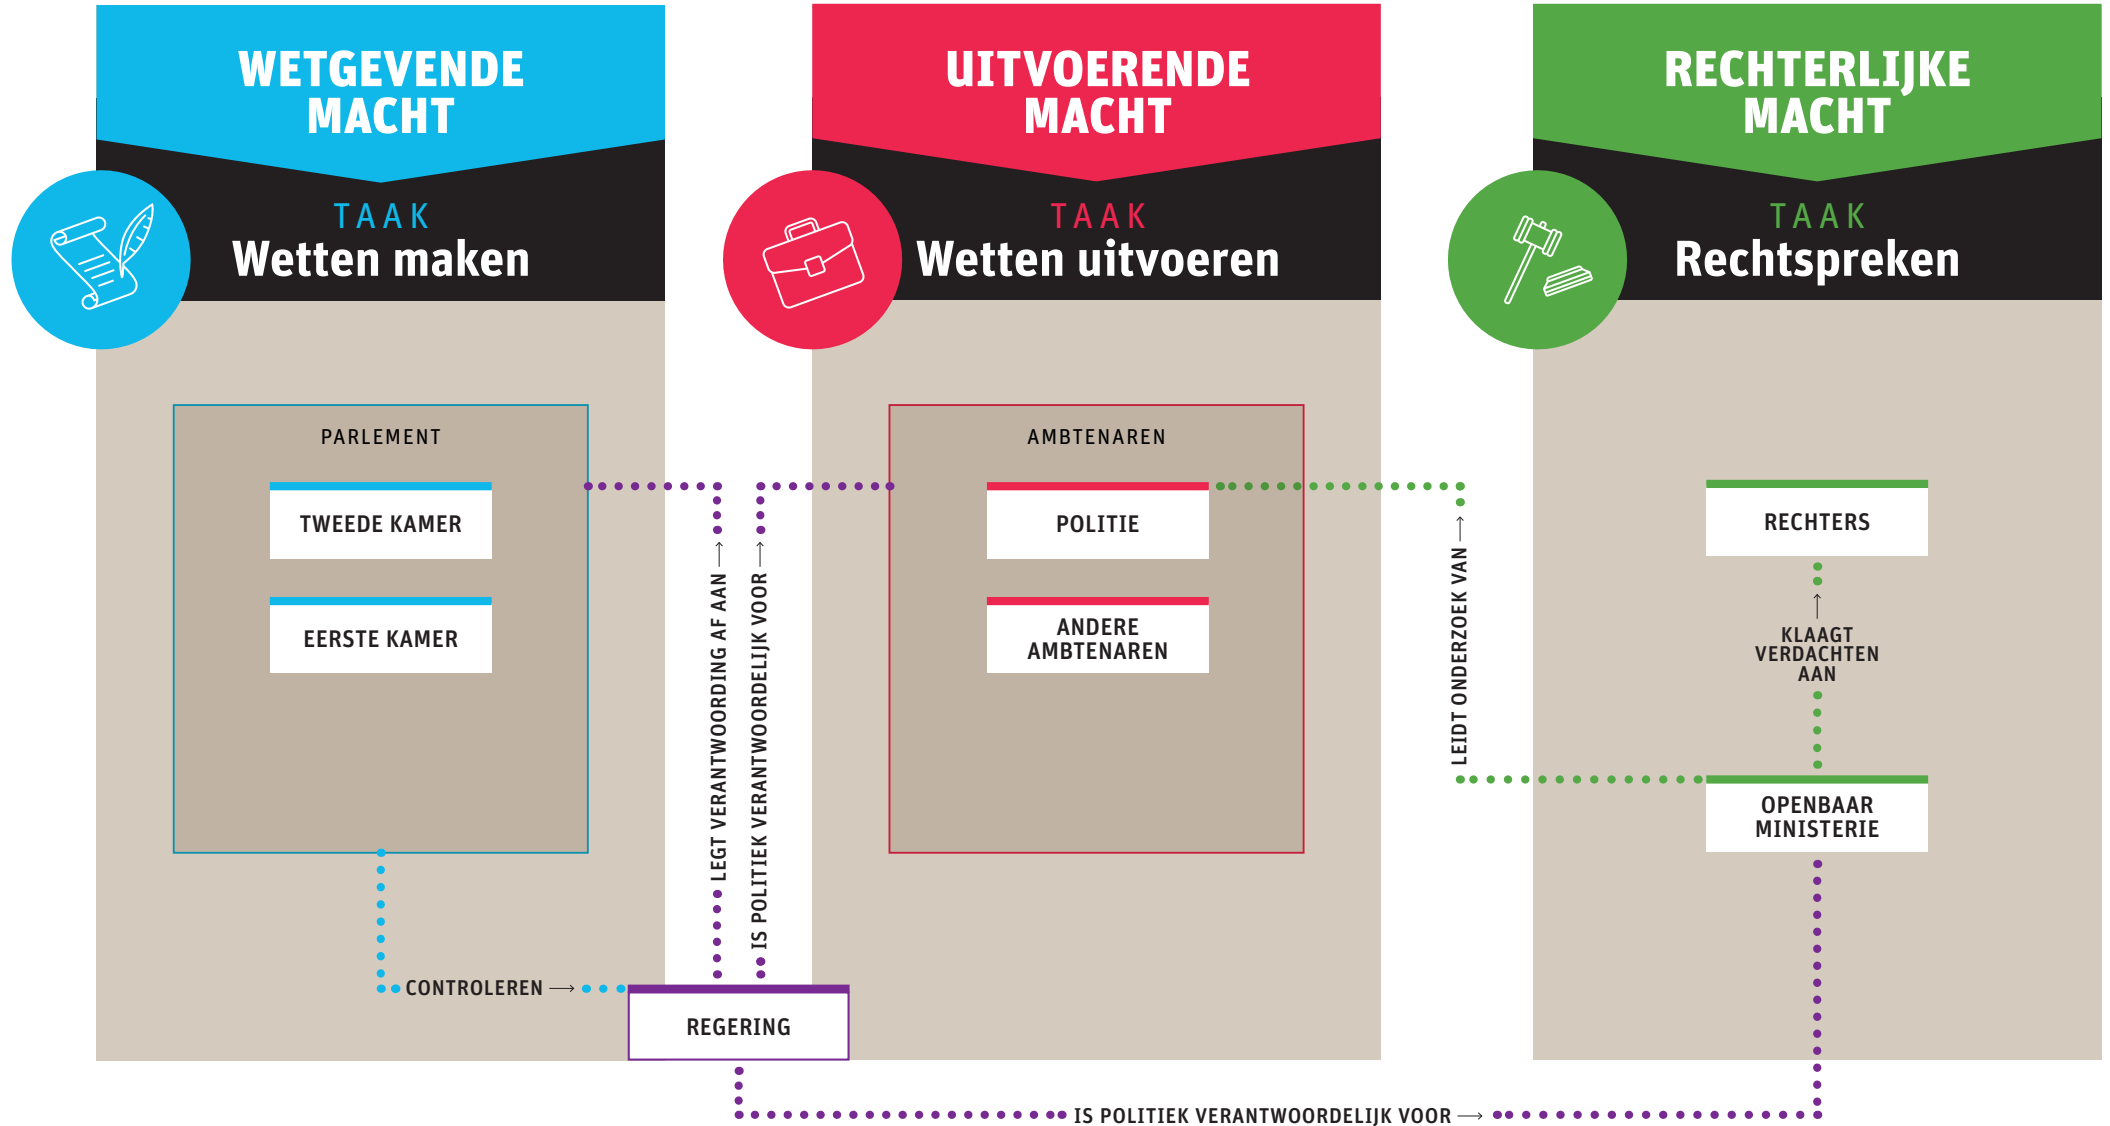 WETGEVENDE
MACHT
TAAK
Wetten maken
PARLEMENT
TWEEDE KAMER
EERSTE KAMER
CONTROLEREN
LEGT VERANTWOORDING AF AAN
IS POLITIEK VERANTWOORDELIJK VOOR
REGERING
UITVOERENDE
MACHT
TAAK
Wetten uitvoeren
AMBTENAREN
POLITIE
ANDERE
AMBTENAREN
LEIDT ONDERZOEK VAN
RECHTERLIJKE
MACHT
TAAK
Rechtspreken
RECHTERS
KLAAGT
VERDACHTEN
AAN
OPENBAAR
MINISTERIE
IS POLITIEK VERANTWOORDELIJK VOOR